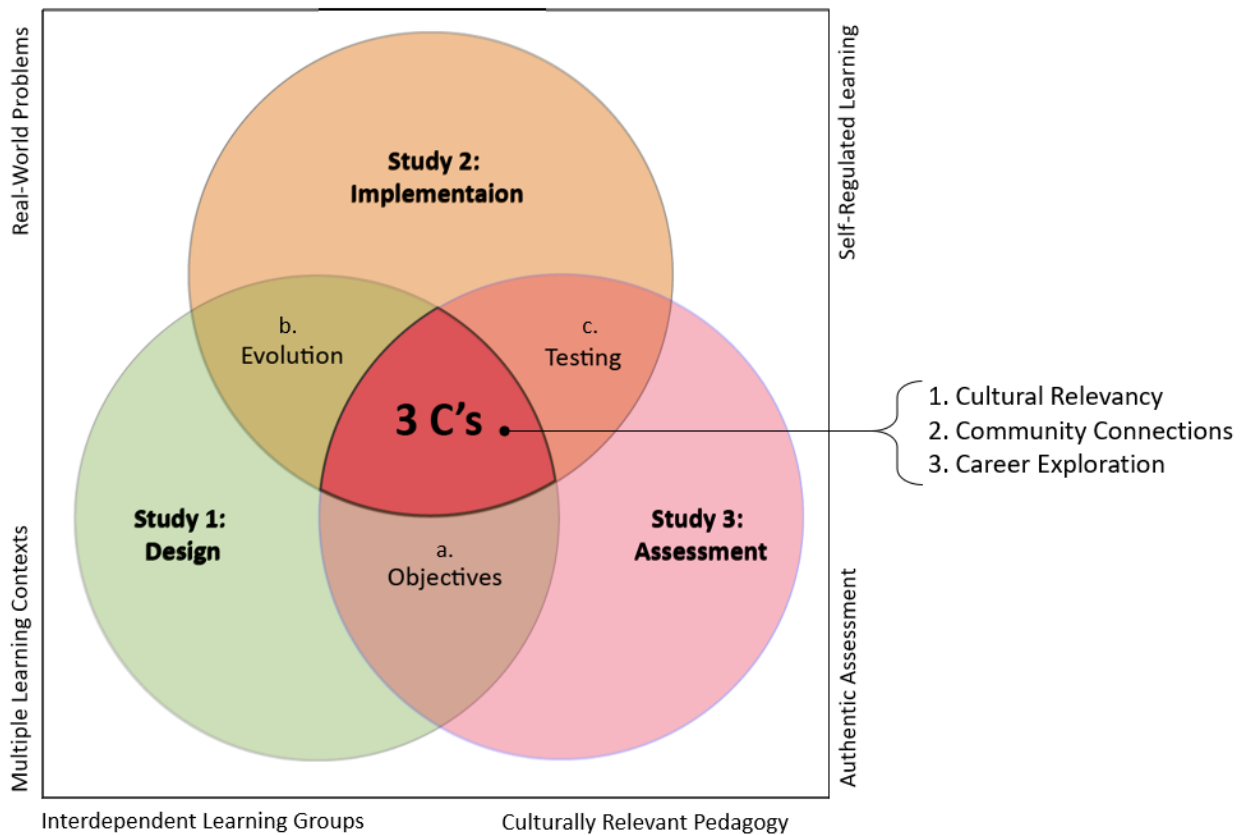 Real-World Problems
Self-Regulated Learning
Study 2:
Implementaion
b.
Evolution
c.
Testing
3 C's
1. Cultural Relevancy
2. Community Connections
3. Career Exploration
Study 1:
Design
a.
Objectives
Study 3:
Assessment
Multiple Learning Contexts
Authentic Assessment
Interdependent Learning Groups
Culturally Relevant Pedagogy